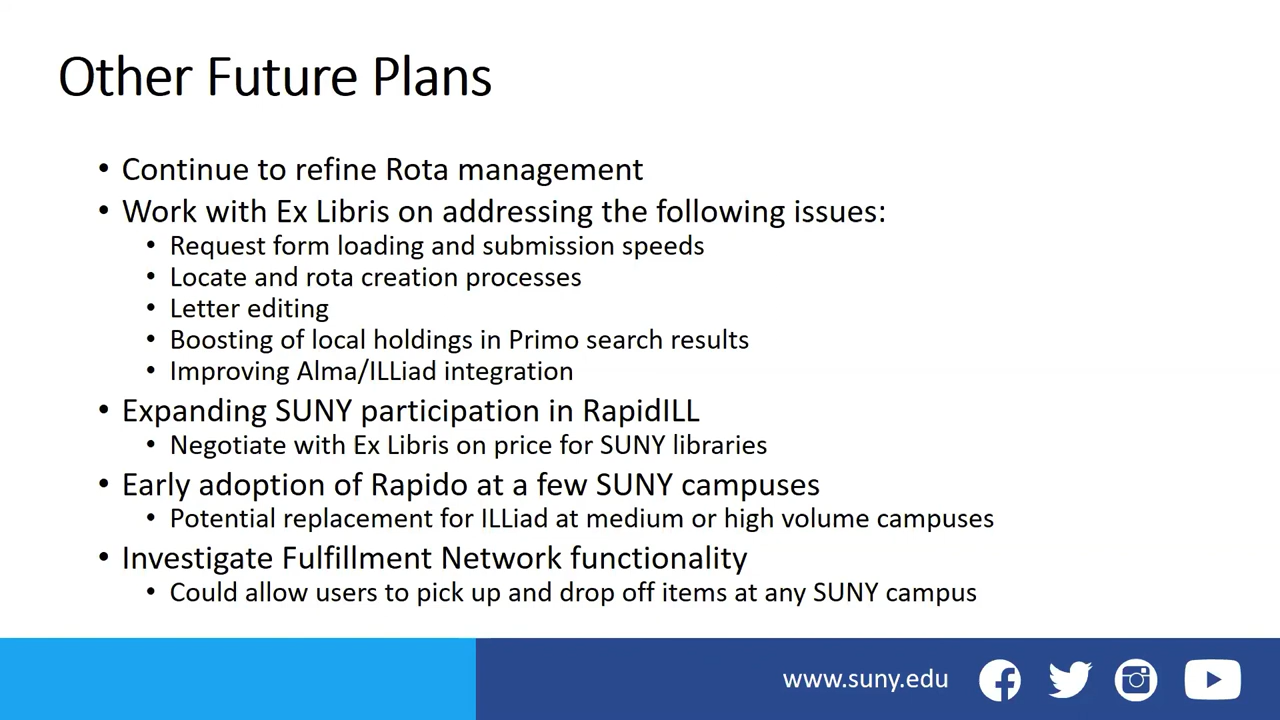 Other Future Plans
• Continue to refine Rota management
• Work with Ex Libris on addressing the following issues:
• Request form loading and submission speeds
• Locate and rota creation processes
• Letter editing
• Boosting of local holdings in Primo search results
• Improving Alma/ILLiad integration
• Expanding SUNY participation in RapidILL
• Negotiate with Ex Libris on price for SUNY libraries
• Early adoption of Rapido at a few SUNY campuses
• Potential replacement for ILLiad at medium or high volume campuses
• Investigate Fulfillment Network functionality
• Could allow users to pick up and drop off items at any SUNY campus
www.suny.edu